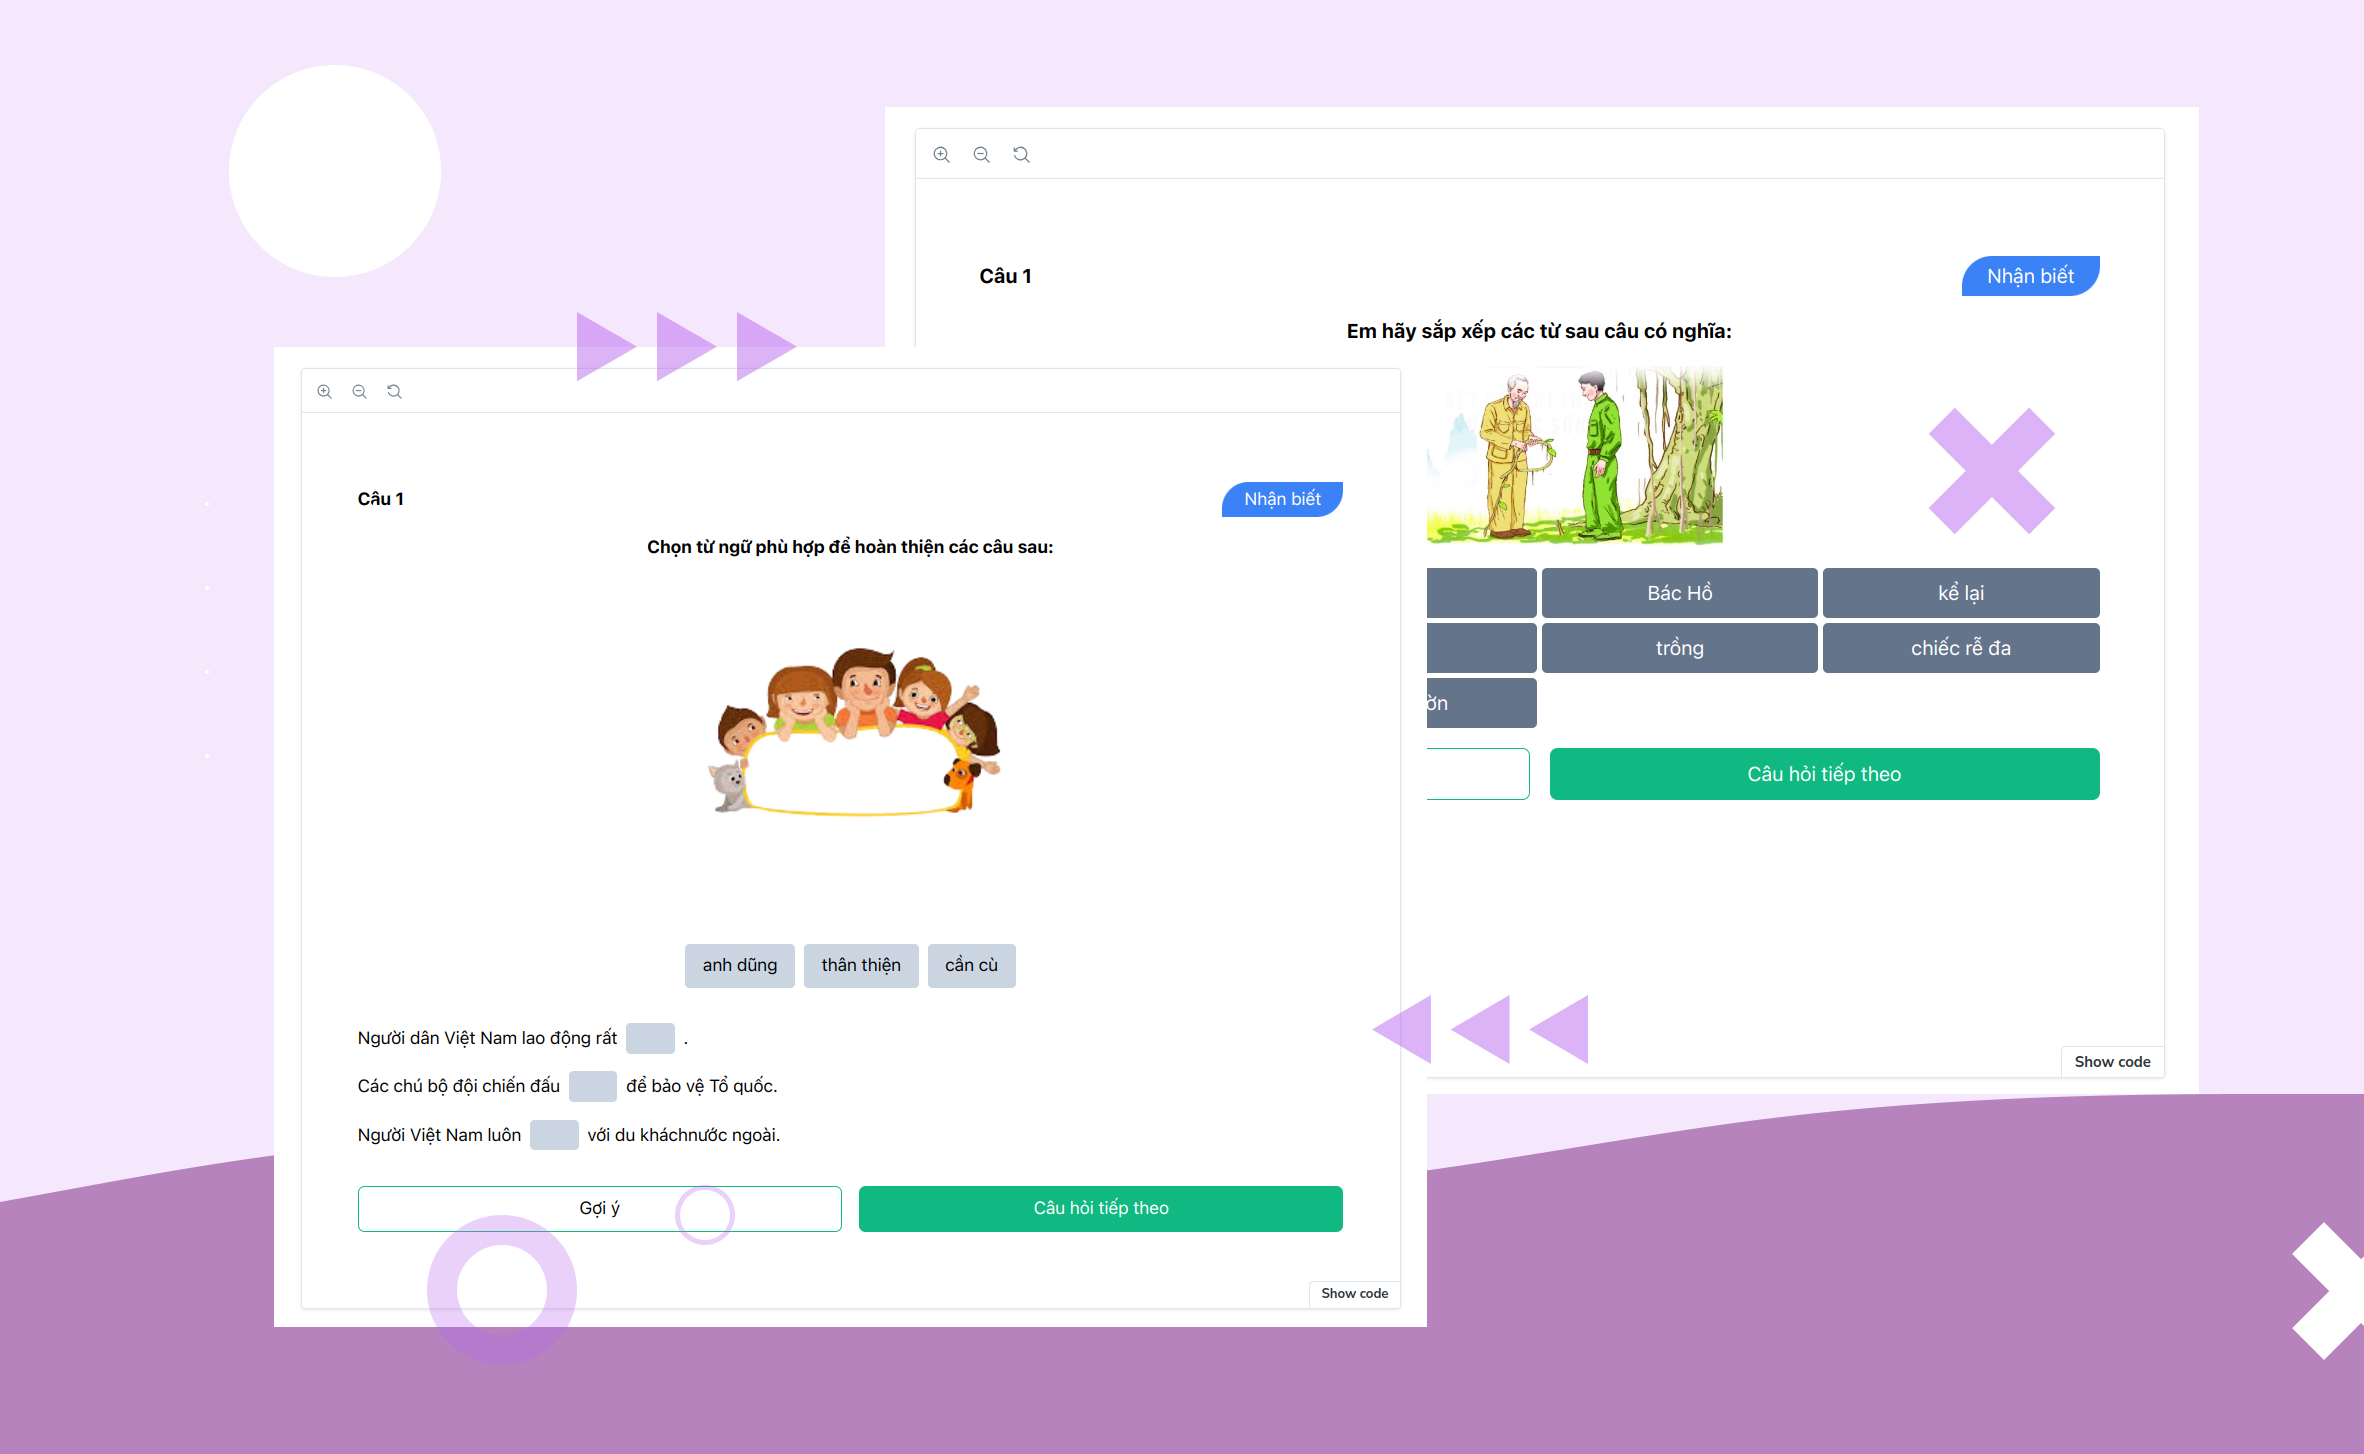 Câu 1
Nhận biết
Em hãy sắp xếp các từ sau câu có nghĩa:
Bác Hồ
kể lại
trồng
chiếc rễ đa
Câu hỏi tiếp theo
Show code
Câu 1
Nhận biết
Chọn từ ngữ phù hợp để hoàn thiện các câu sau:
anh dũng
thân thiện
cần cù
Người dân Việt Nam lao động rất .
Các chú bộ đội chiến đấu để bảo vệ Tổ quốc.
Người Việt Nam luôn với du kháchnước ngoài.
Gợi ý
Câu hỏi tiếp theo
Show code